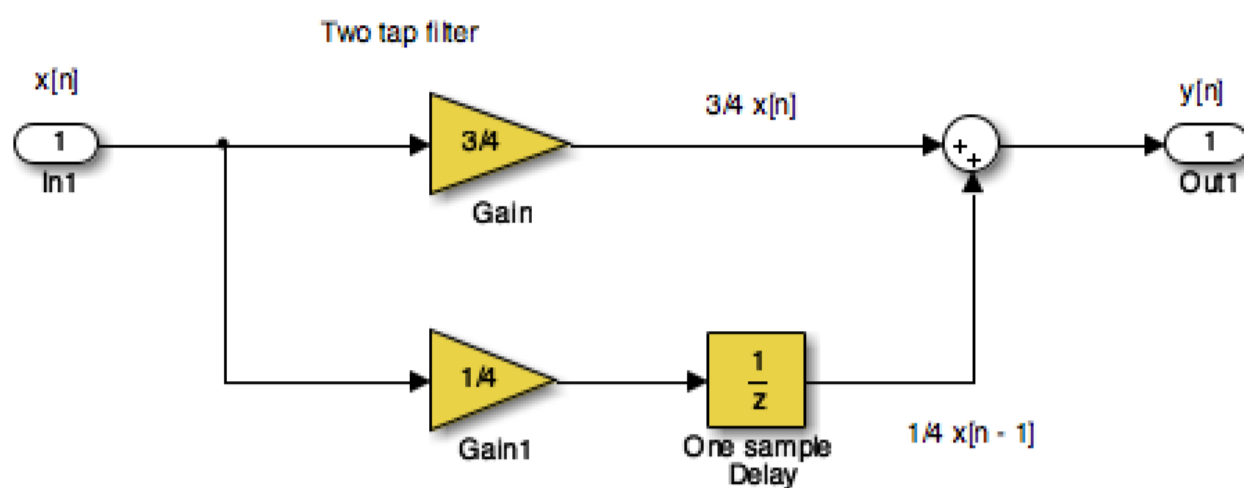 Two tap filter
x[n]
3/4 x[n]
y[n]
1
3/4
+
+
1
In1
Gain
Out1
1/4
1
z
Gain1
One sample
Delay
1/4 x[n - 1]